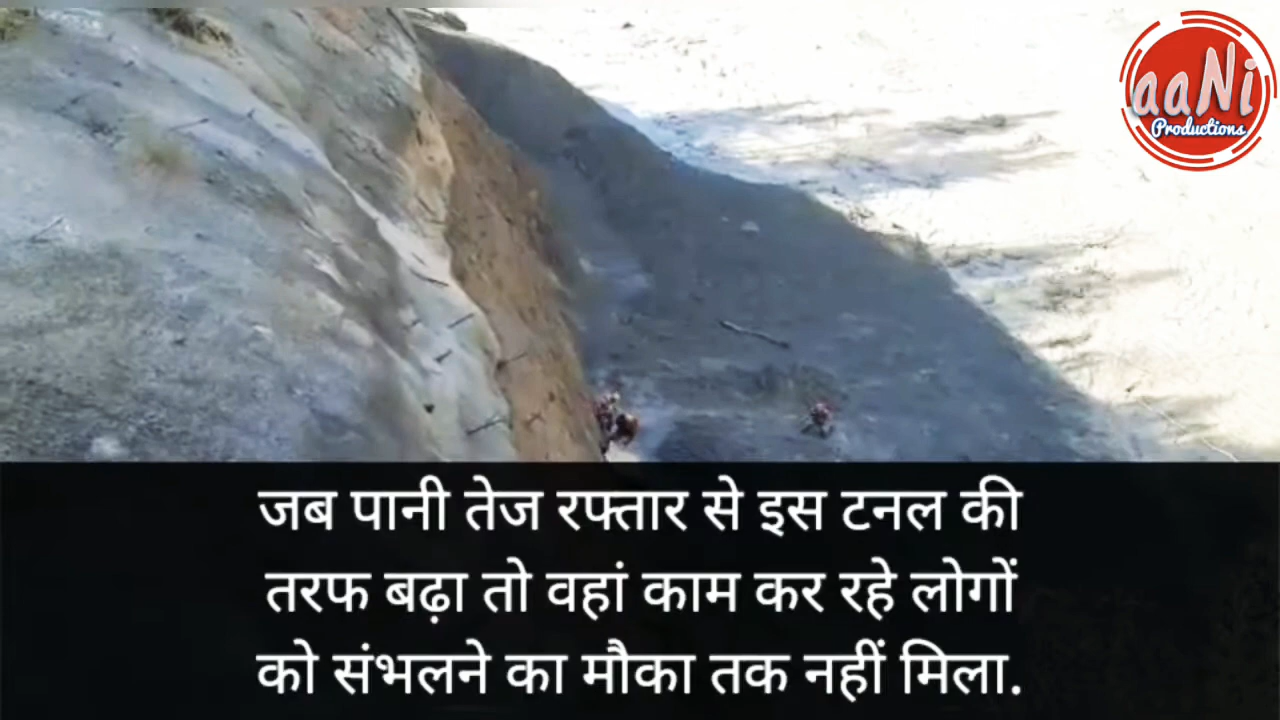 aaNi
Productions
जब पानी तेज रफ्तार से इस टनल की
तरफ बढ़ा तो वहां काम कर रहे लोगों
को संभलने का मौका तक नहीं मिला.